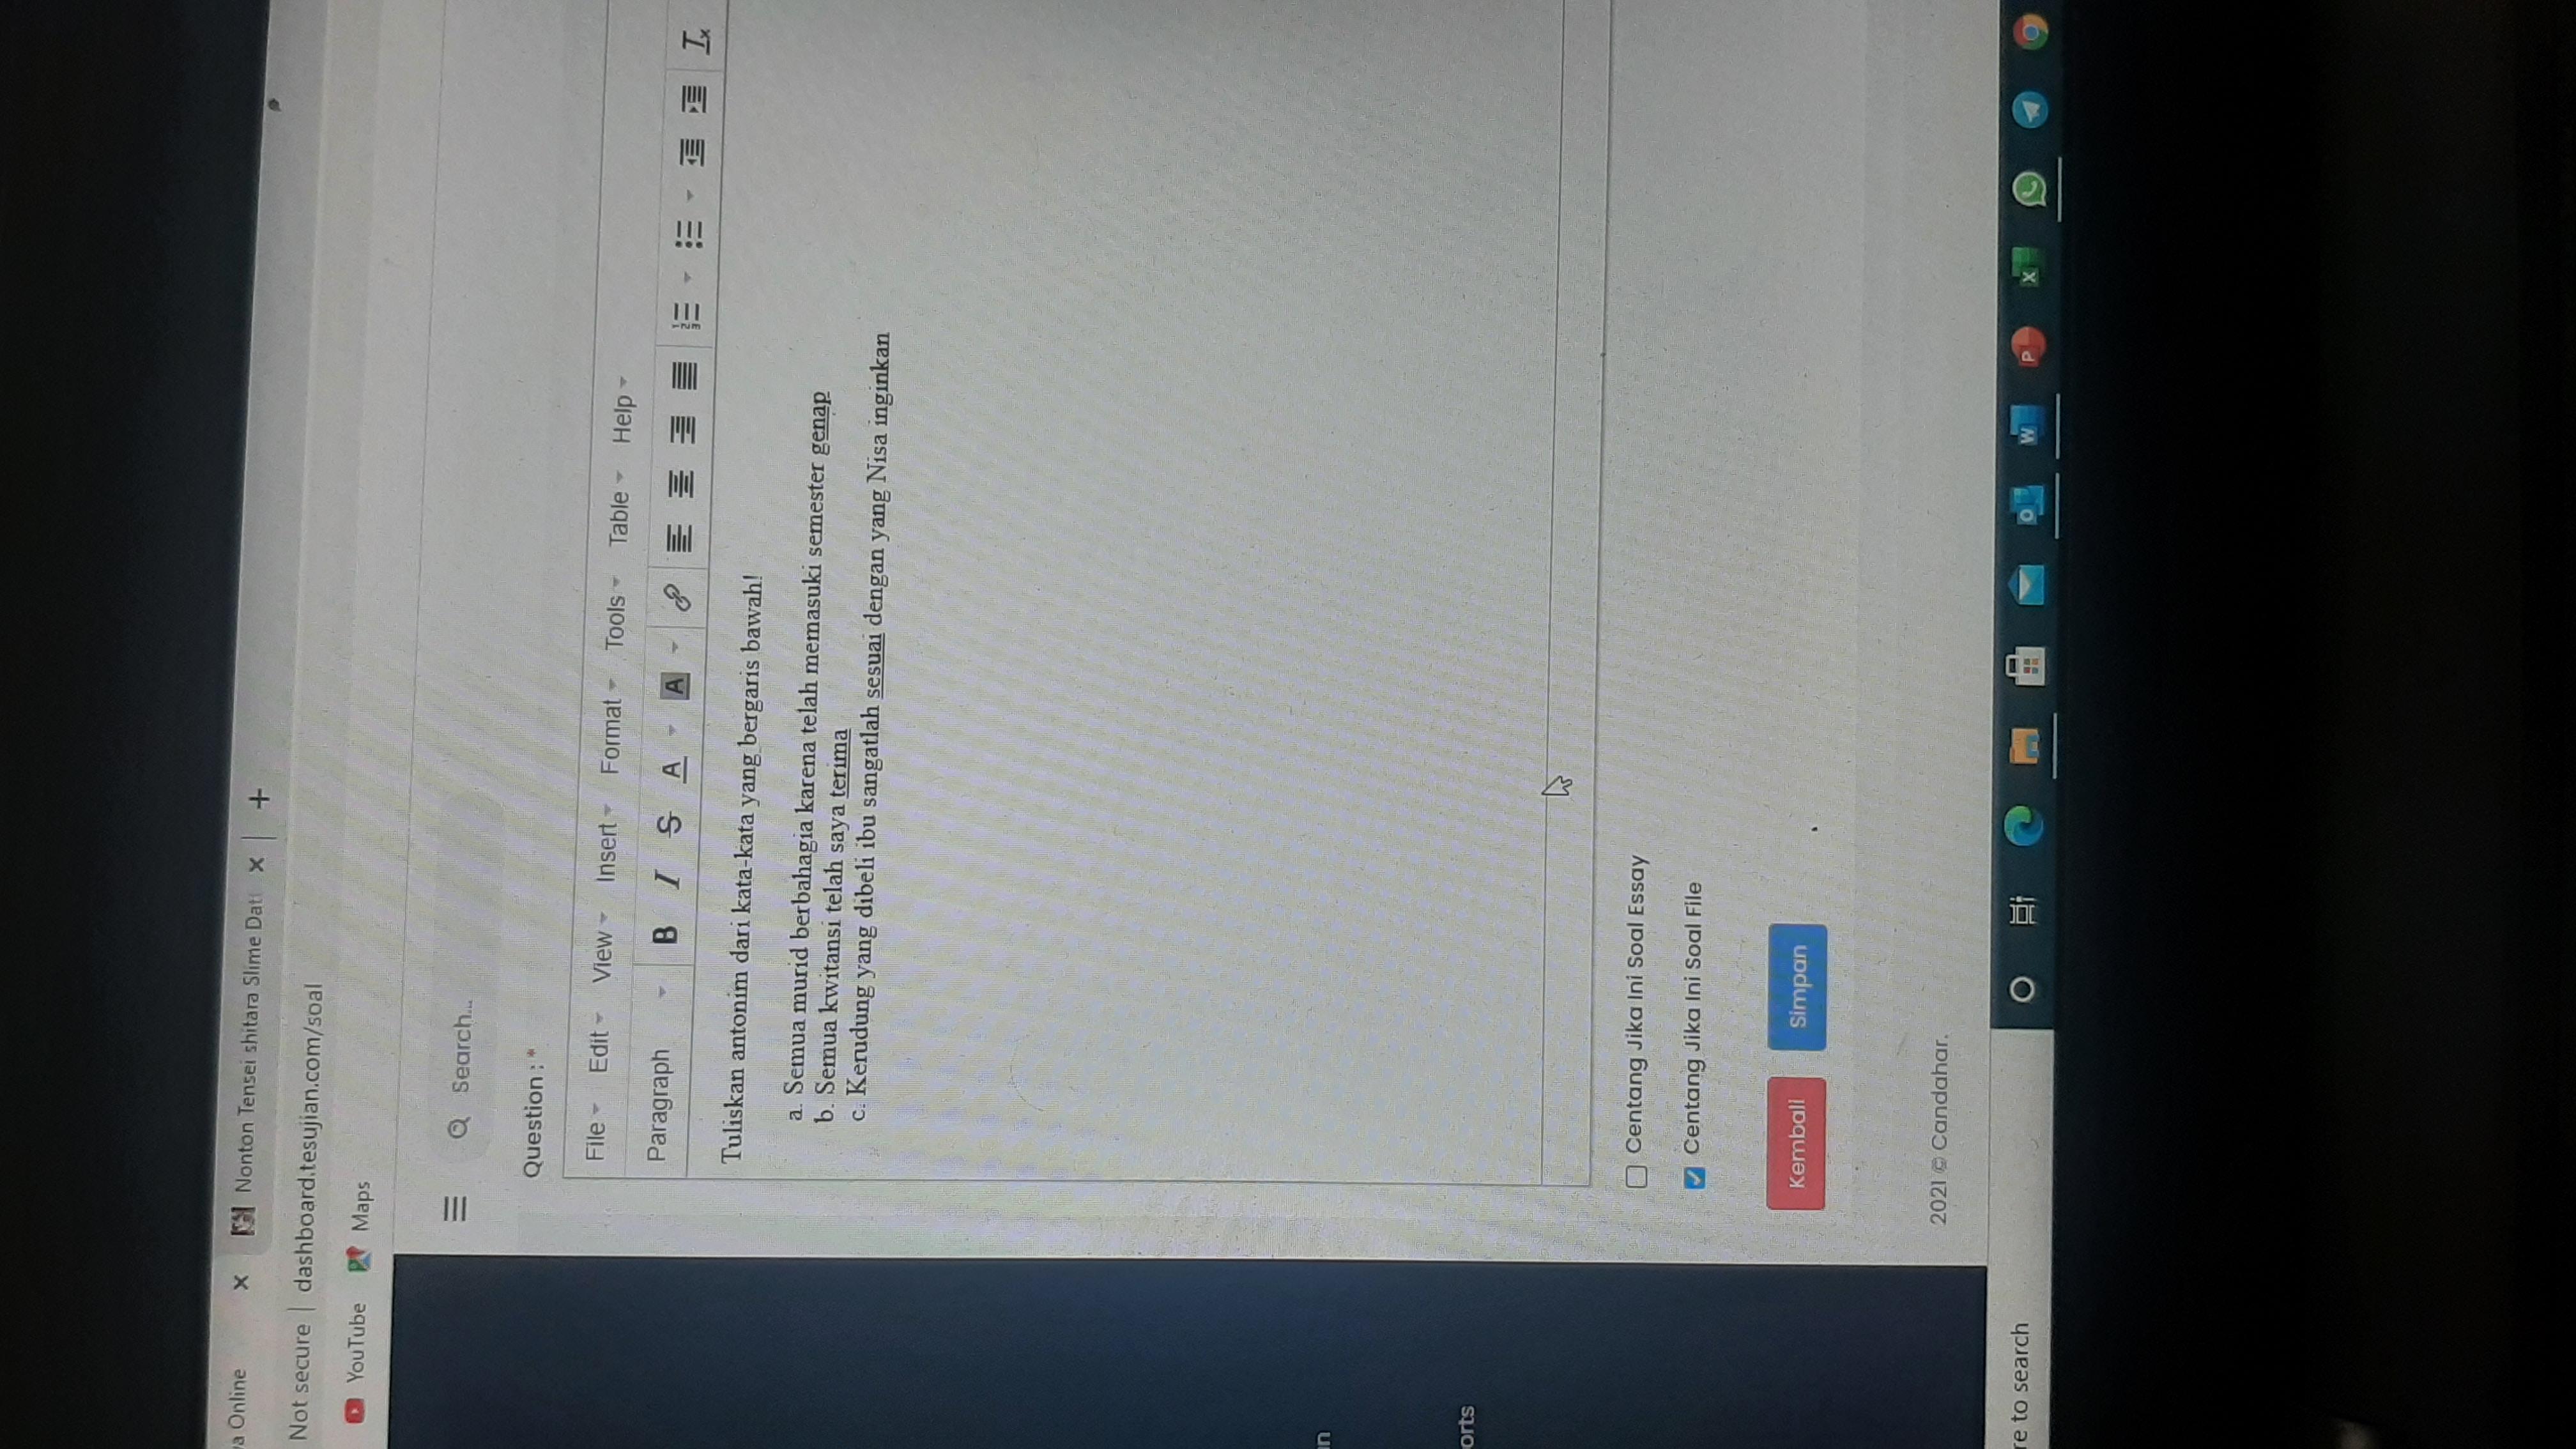 a Online
Nonton Tensei shitara Slime Dat
Not secure dashboard.tesujian.com/soal
YouTube Maps
Search...
Question : *
File Edit View Insert Format Tools Table Help
Paragraph B I S A A
Tuliskan antonim dari kata-kata yang bergaris bawah!
a. Semua murid berbahagia karena telah memasuki semester genap
b. Semua kwitansi telah saya terima
c. Kerudung yang dibeli ibu sangatlah sesuai dengan yang Nisa inginkan
an
orts
Centang Jika Ini Soal Essay
Centang Jika Ini Soal File
Kembali Simpan
2021 © Candahar.
re to search